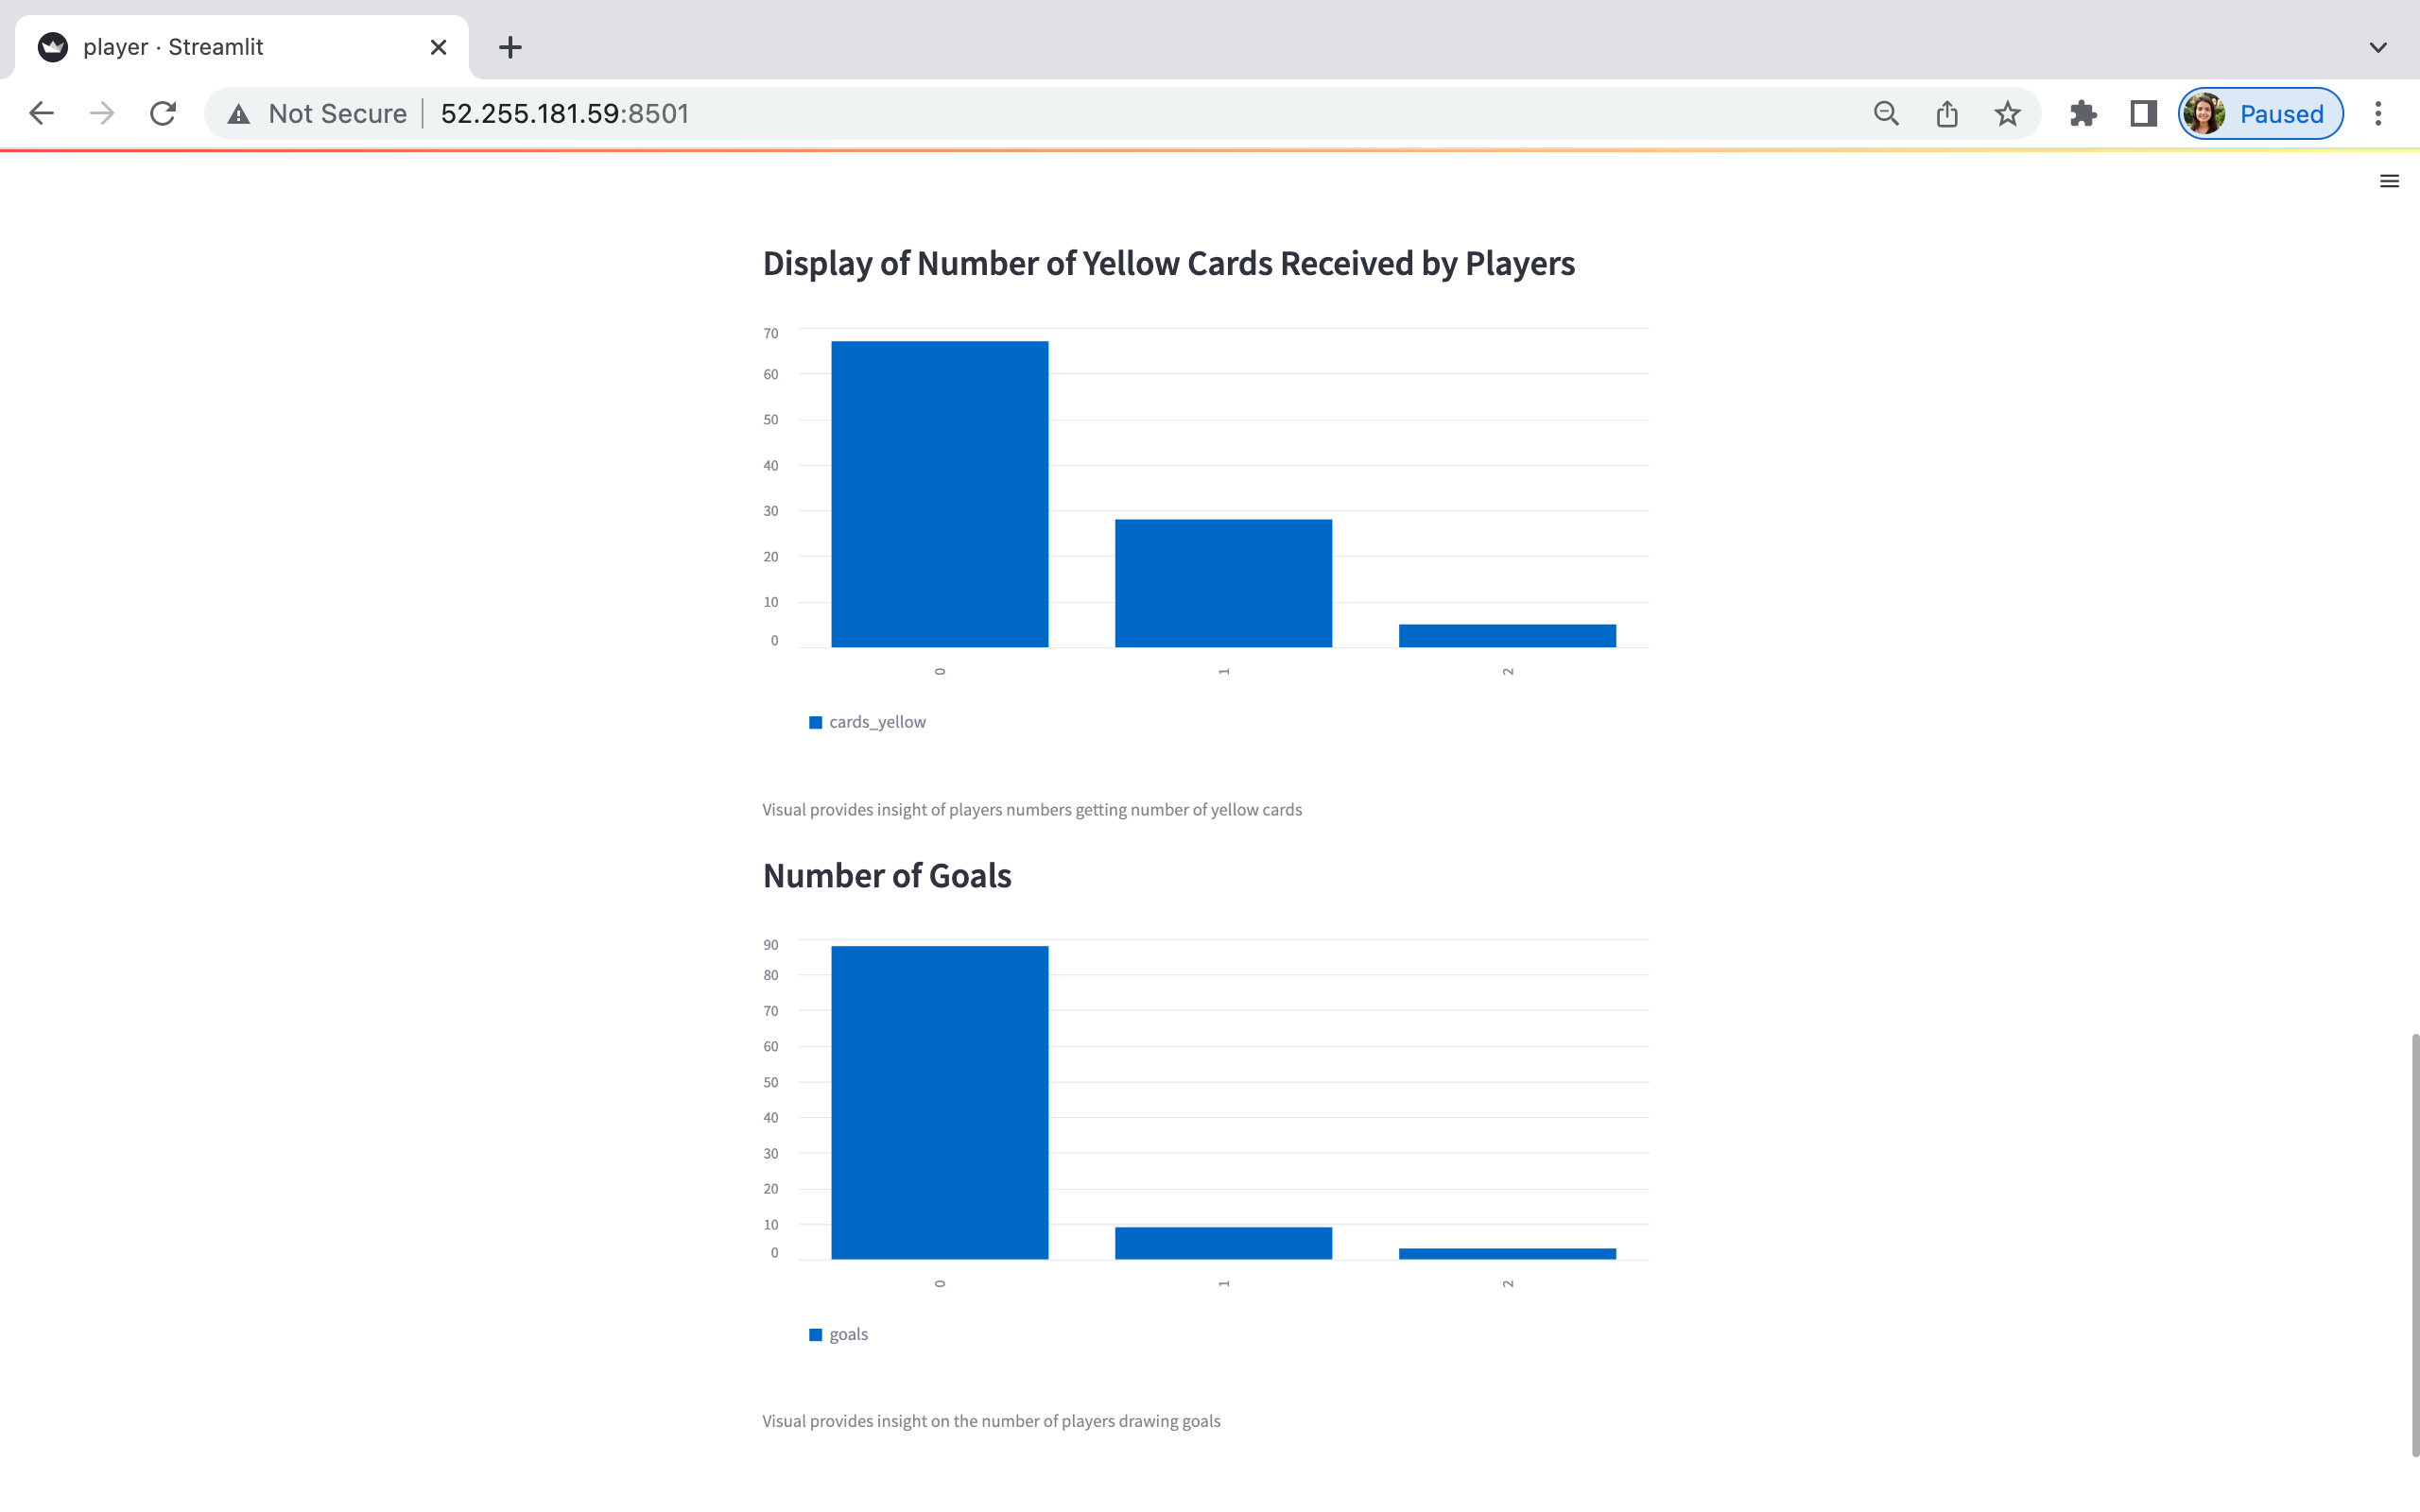 player · Streamlit
Not Secure 52.255.181.59:8501
Paused
Display of Number of Yellow Cards Received by Players
70
60
50
40
30
20
10
0
0 1 2
cards_yellow
Visual provides insight of players numbers getting number of yellow cards
Number of Goals
90
80
70
60
50
40
30
20
10
0
0 1 2
goals
Visual provides insight on the number of players drawing goals